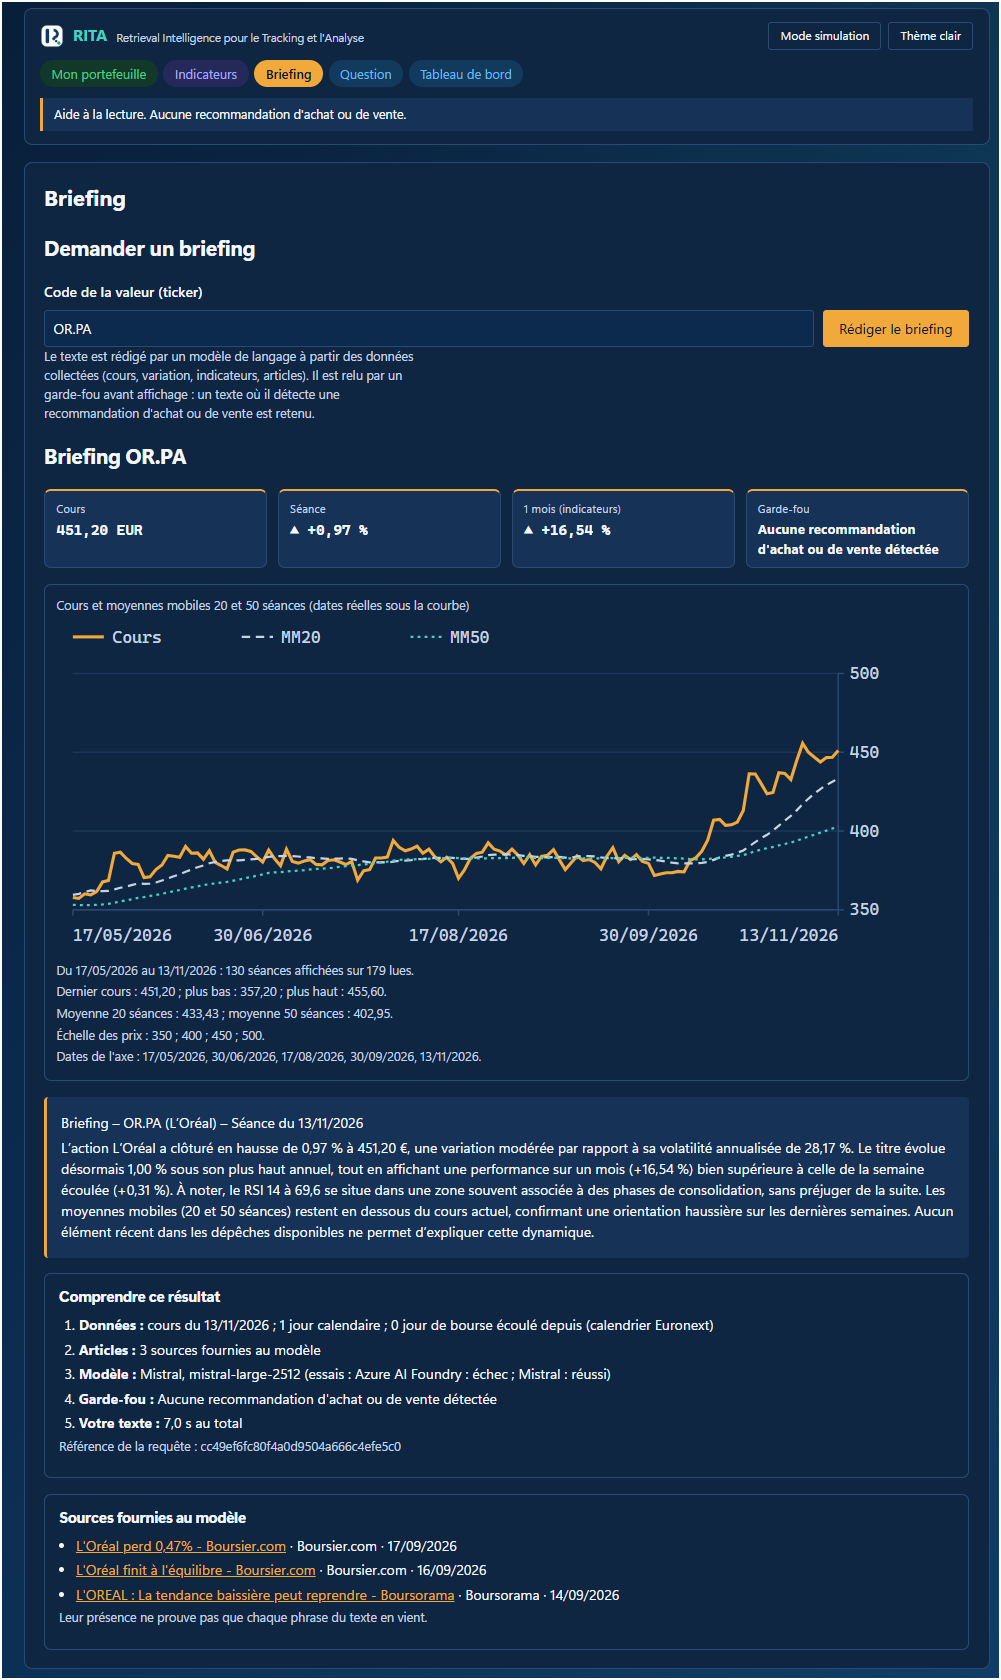 RITA Retrieval Intelligence pour le Tracking et l'Analyse
Mode simulation
Thème clair
Mon portefeuille
Indicateurs
Briefing
Question
Tableau de bord
Aide à la lecture. Aucune recommandation d'achat ou de vente.
Briefing
Demander un briefing
Code de la valeur (ticker)
OR.PA
Rédiger le briefing
Le texte est rédigé par un modèle de langage à partir des données
collectées (cours, variation, indicateurs, articles). Il est relu par un
garde-fou avant affichage : un texte où il détecte une
recommandation d'achat ou de vente est retenu.
Briefing OR.PA
Cours
451,20 EUR
Séance
▲ +0,97 %
1 mois (indicateurs)
▲ +16,54 %
Garde-fou
Aucune recommandation
d'achat ou de vente détectée
Cours et moyennes mobiles 20 et 50 séances (dates réelles sous la courbe)
Cours
MM20
MM50
500
450
400
350
17/05/2026
30/06/2026
17/08/2026
30/09/2026
13/11/2026
Du 17/05/2026 au 13/11/2026 : 130 séances affichées sur 179 lues.
Dernier cours : 451,20 ; plus bas : 357,20 ; plus haut : 455,60.
Moyenne 20 séances : 433,43 ; moyenne 50 séances : 402,95.
Échelle des prix : 350 ; 400 ; 450 ; 500.
Dates de l'axe : 17/05/2026, 30/06/2026, 17/08/2026, 30/09/2026, 13/11/2026.
Briefing – OR.PA (L’Oréal) – Séance du 13/11/2026
L’action L’Oréal a clôturé en hausse de 0,97 % à 451,20 €, une variation modérée par rapport à sa volatilité annualisée de 28,17 %. Le titre évolue
désormais 1,00 % sous son plus haut annuel, tout en affichant une performance sur un mois (+16,54 %) bien supérieure à celle de la semaine
écoulée (+0,31 %). À noter, le RSI 14 à 69,6 se situe dans une zone souvent associée à des phases de consolidation, sans préjuger de la suite. Les
moyennes mobiles (20 et 50 séances) restent en dessous du cours actuel, confirmant une orientation haussière sur les dernières semaines. Aucun
élément récent dans les dépêches disponibles ne permet d’expliquer cette dynamique.
Comprendre ce résultat
1. Données : cours du 13/11/2026 ; 1 jour calendaire ; 0 jour de bourse écoulé depuis (calendrier Euronext)
2. Articles : 3 sources fournies au modèle
3. Modèle : Mistral, mistral-large-2512 (essais : Azure AI Foundry : échec ; Mistral : réussi)
4. Garde-fou : Aucune recommandation d'achat ou de vente détectée
5. Votre texte : 7,0 s au total
Référence de la requête : cc49ef6fc80f4a0d9504a666c4efe5c0
Sources fournies au modèle
• L'Oréal perd 0,47% - Boursier.com · Boursier.com · 17/09/2026
• L'Oréal finit à l'équilibre - Boursier.com · Boursier.com · 16/09/2026
• L'OREAL : La tendance baissière peut reprendre - Boursorama · Boursorama · 14/09/2026
Leur présence ne prouve pas que chaque phrase du texte en vient.